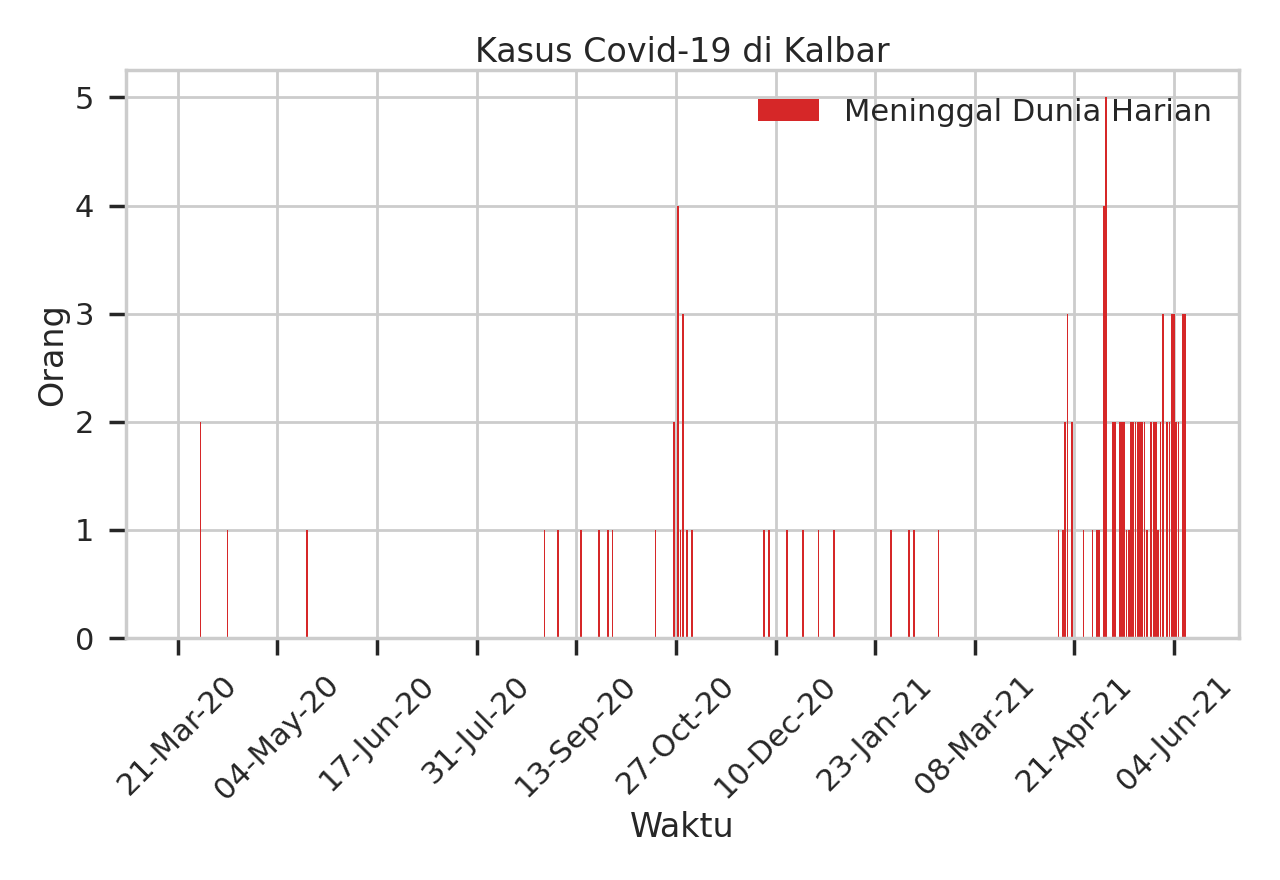 Kasus Covid-19 di Kalbar
Meninggal Dunia Harian
Orang
5
4
3
2
1
0
21-Mar-20
04-May-20
17-Jun-20
31-Jul-20
13-Sep-20
27-Oct-20
10-Dec-20
23-Jan-21
08-Mar-21
21-Apr-21
04-Jun-21
Waktu